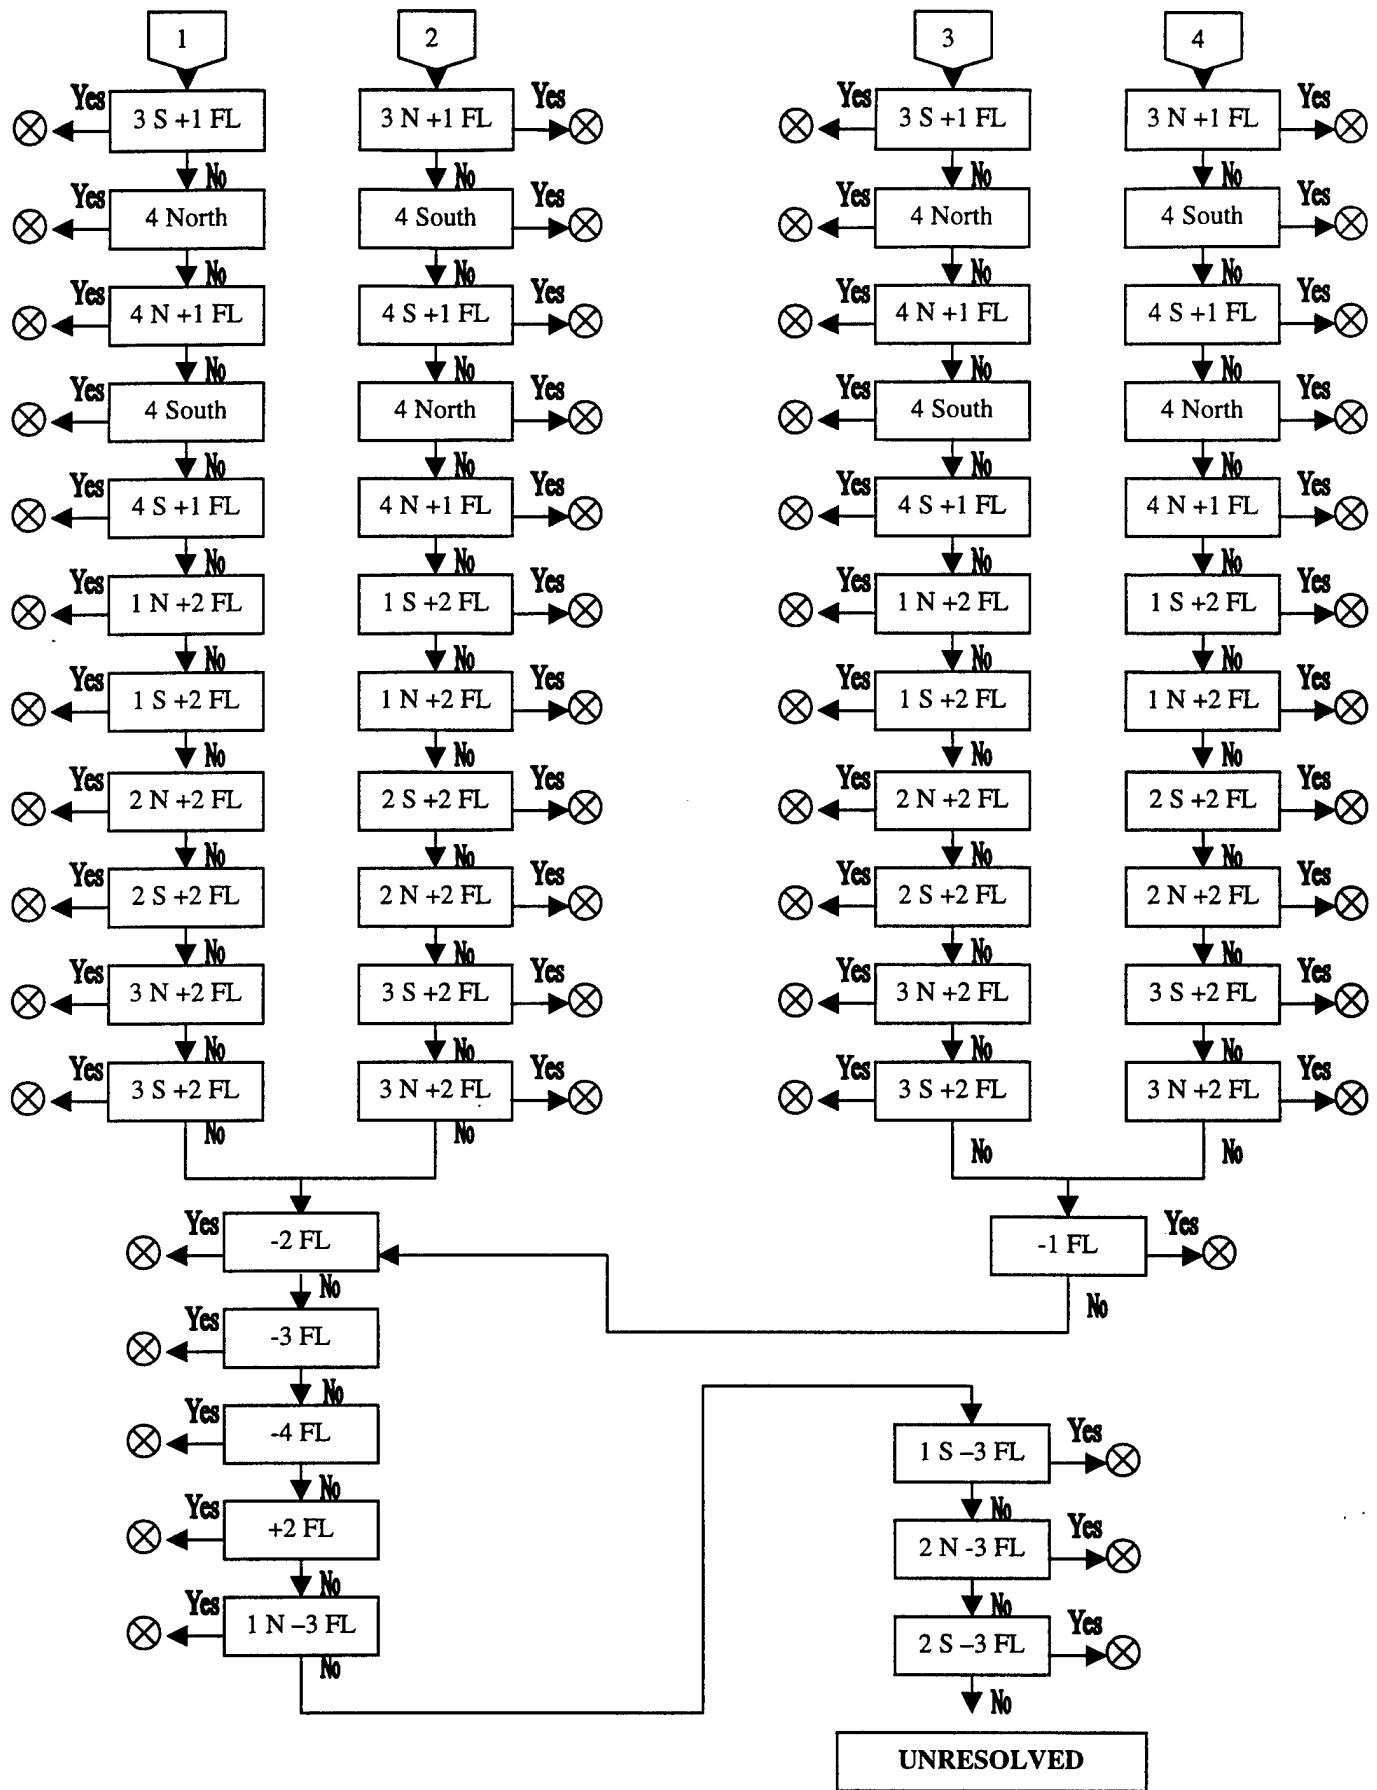 1
2
3
4
Yes
3 S +1 FL
3 N +1 FL
Yes
Yes
3 S +1 FL
3 N +1 FL
Yes
No
No
No
No
Yes
4 North
4 South
Yes
Yes
4 North
4 South
Yes
No
No
No
No
Yes
4 N +1 FL
4 S +1 FL
Yes
Yes
4 N +1 FL
4 S +1 FL
Yes
No
No
No
No
Yes
4 South
4 North
Yes
Yes
4 South
4 North
Yes
No
No
No
No
Yes
4 S +1 FL
4 N +1 FL
Yes
Yes
4 S +1 FL
4 N +1 FL
Yes
No
No
No
No
Yes
1 N +2 FL
1 S +2 FL
Yes
Yes
1 N +2 FL
1 S +2 FL
Yes
No
No
No
No
Yes
1 S +2 FL
1 N +2 FL
Yes
Yes
1 S +2 FL
1 N +2 FL
Yes
No
No
No
No
Yes
2 N +2 FL
2 S +2 FL
Yes
Yes
2 N +2 FL
2 S +2 FL
Yes
No
No
No
No
Yes
2 S +2 FL
2 N +2 FL
Yes
Yes
2 S +2 FL
2 N +2 FL
Yes
No
No
No
No
Yes
3 N +2 FL
3 S +2 FL
Yes
Yes
3 N +2 FL
3 S +2 FL
Yes
No
No
No
No
Yes
3 S +2 FL
3 N +2 FL
Yes
Yes
3 S +2 FL
3 N +2 FL
Yes
No
No
No
No
Yes
-2 FL
-1 FL
Yes
No
No
Yes
-3 FL
No
Yes
-4 FL
No
Yes
+2 FL
No
Yes
1 N –3 FL
No
1 S –3 FL
Yes
No
2 N -3 FL
Yes
No
2 S –3 FL
Yes
No
UNRESOLVED